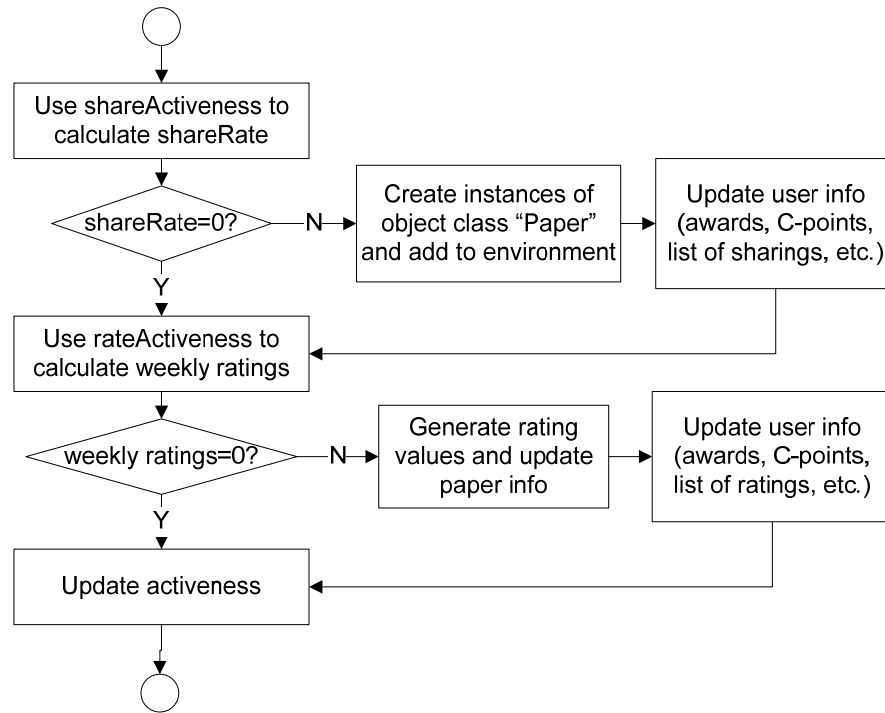 Use shareActiveness to
calculate shareRate
shareRate=0?
N
Create instances of
object class “Paper”
and add to environment
Update user info
(awards, C-points,
list of sharings, etc.)
Y
Use rateActiveness to
calculate weekly ratings
weekly ratings=0?
N
Generate rating
values and update
paper info
Update user info
(awards, C-points,
list of ratings, etc.)
Y
Update activeness